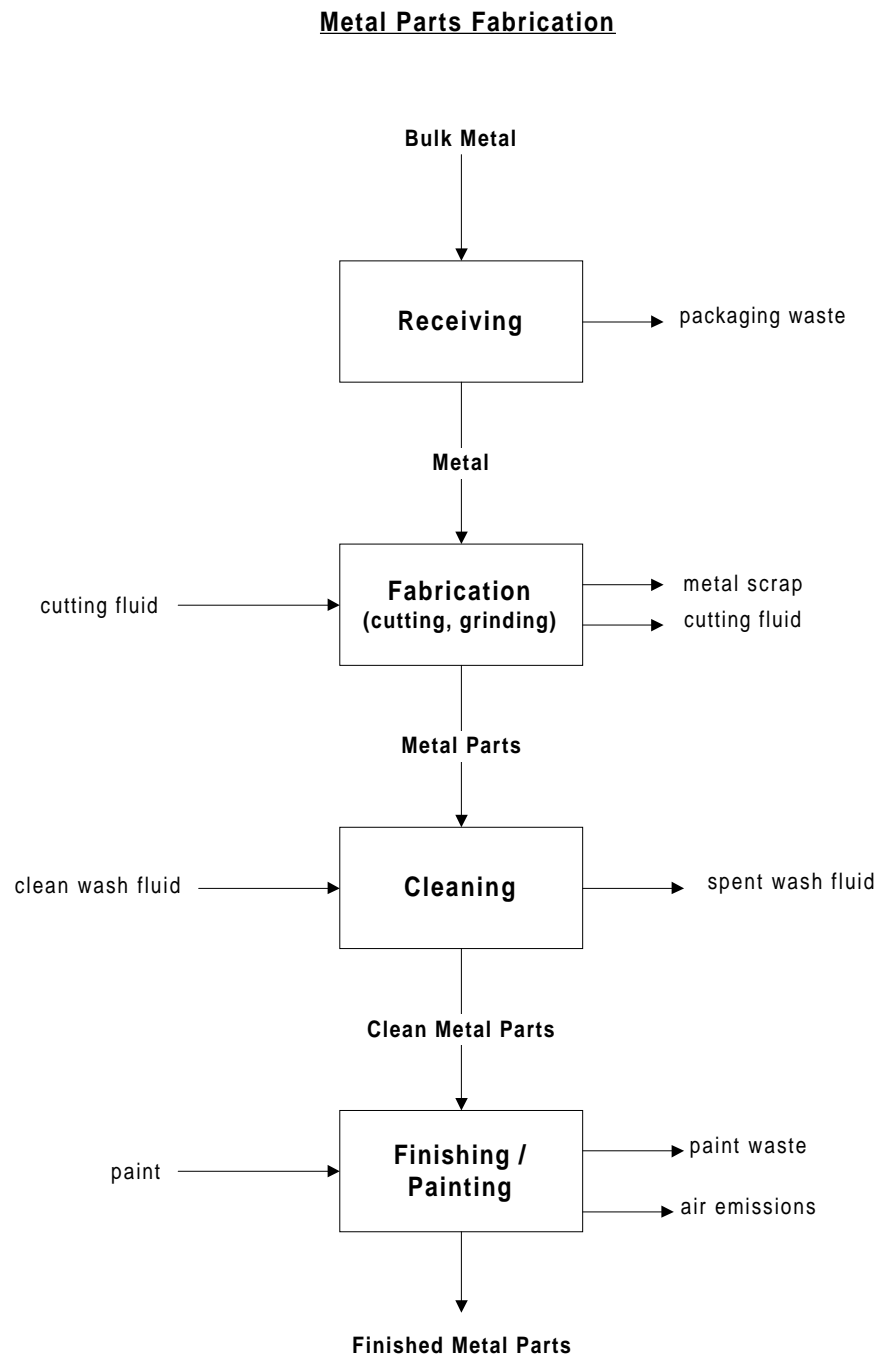 Metal Parts Fabrication
Bulk Metal
Receiving
packaging waste
Metal
cutting fluid
Fabrication
(cutting, grinding)
metal scrap
cutting fluid
Metal Parts
clean wash fluid
Cleaning
spent wash fluid
Clean Metal Parts
paint
Finishing /
Painting
paint waste
air emissions
Finished Metal Parts